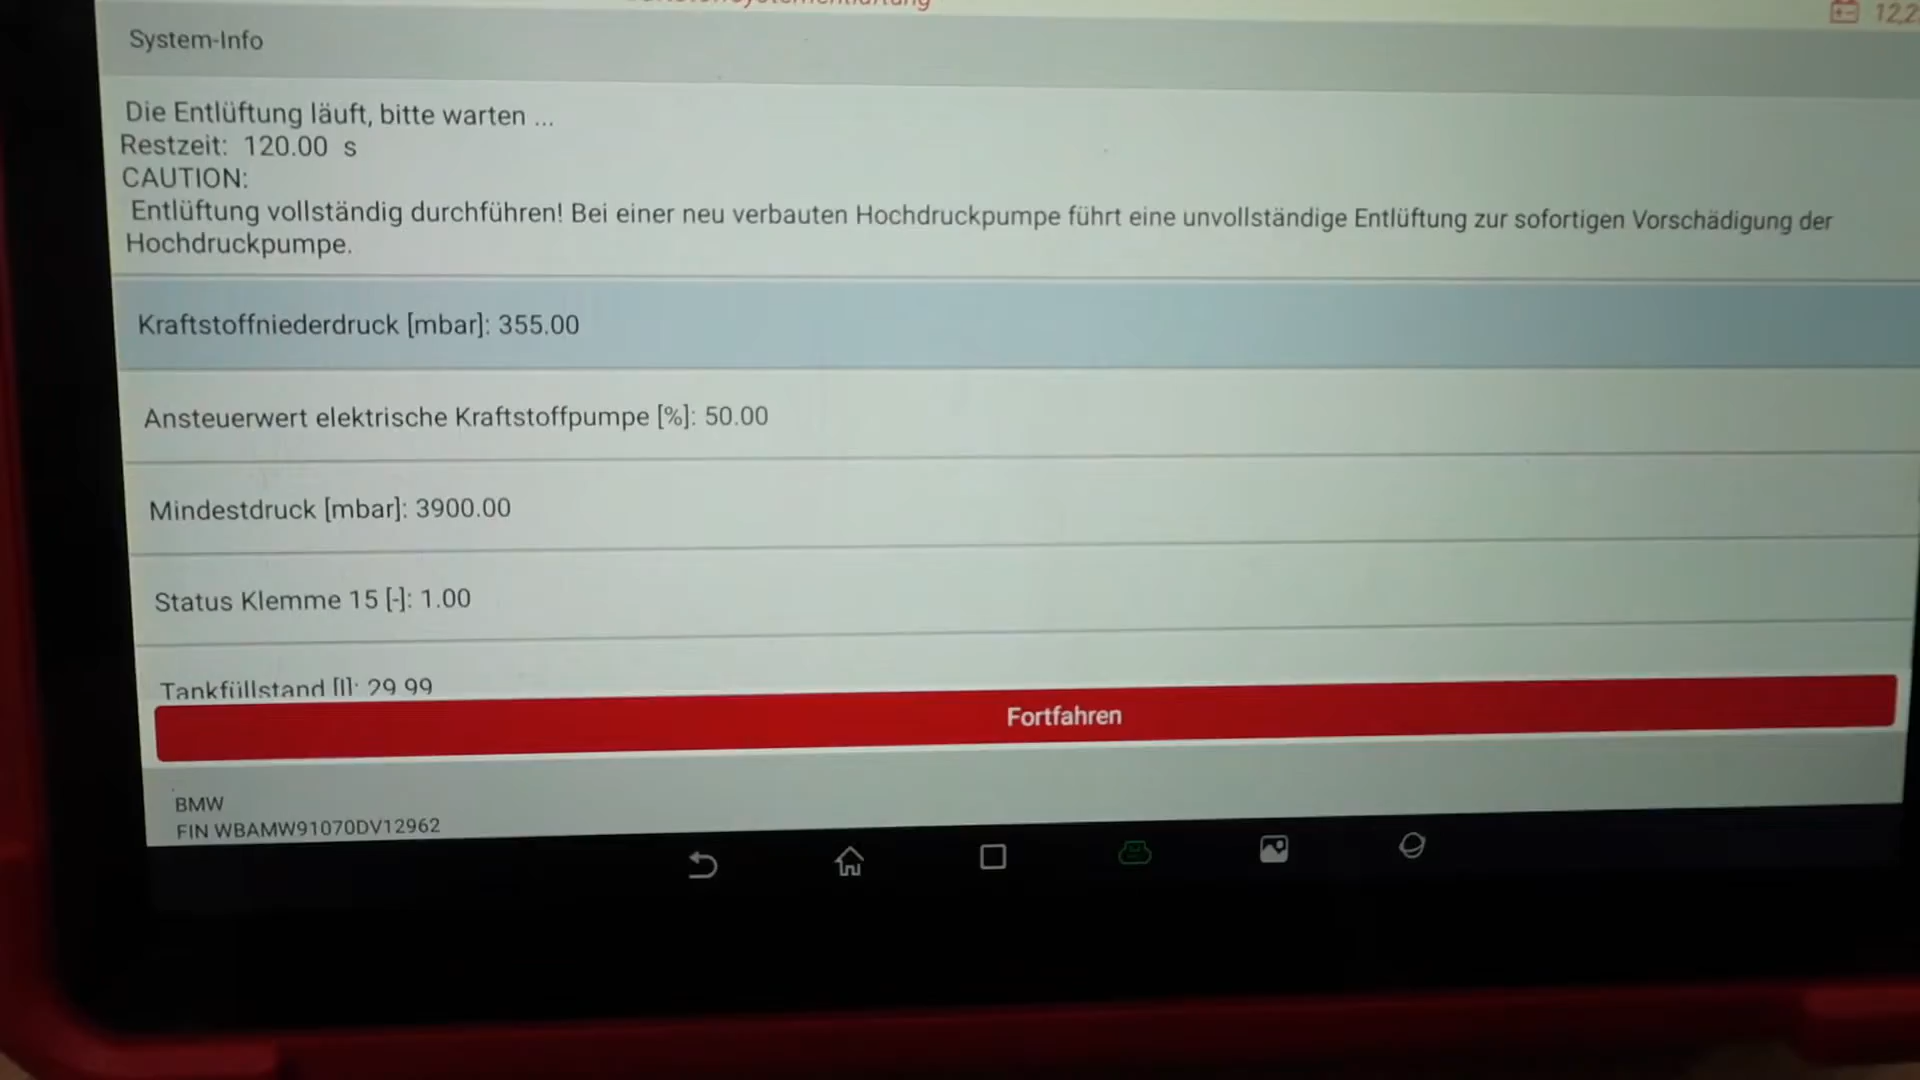 System-Info
12,2
Die Entlüftung läuft, bitte warten ...
Restzeit: 120.00 s
CAUTION:
Entlüftung vollständig durchführen! Bei einer neu verbauten Hochdruckpumpe führt eine unvollständige Entlüftung zur sofortigen Vorschädigung der
Hochdruckpumpe.
Kraftstoffniederdruck [mbar]: 355.00
Ansteuerwert elektrische Kraftstoffpumpe [%]: 50.00
Mindestdruck [mbar]: 3900.00
Status Klemme 15 [-]: 1.00
Tankfüllstand [l]: 29.99
Fortfahren
BMW
FIN WBAMW91070DV12962